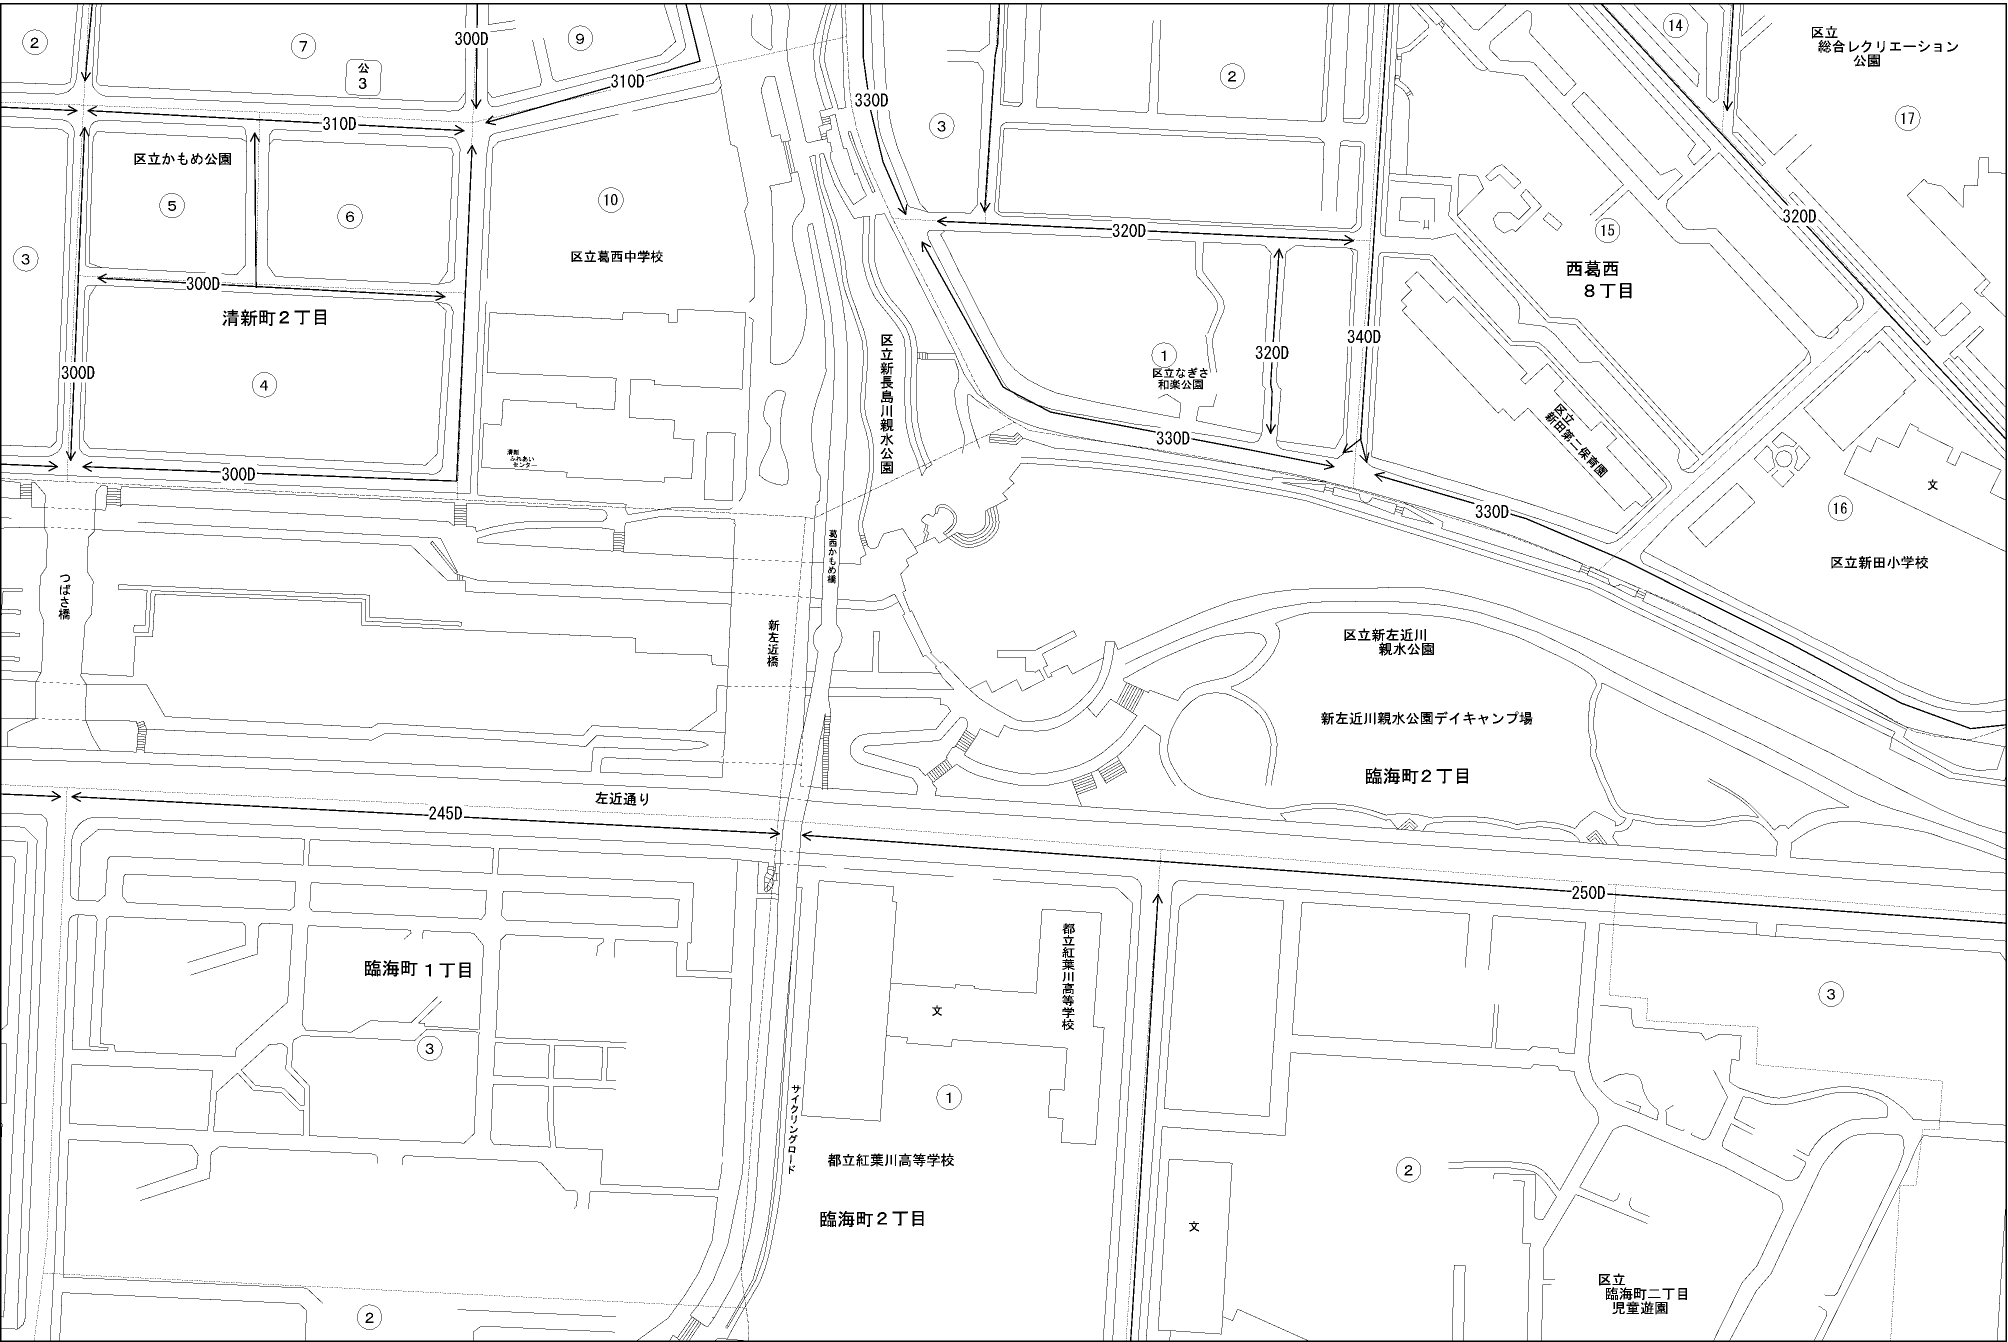 2
7
公
3
300D
9
310D
310D
区立かもめ公園
5
6
10
3
区立葛西中学校
300D
清新町2丁目
300D
4
300D
清新
ふれあい
センター
330D
3
2
320D
1
区立なぎさ
和楽公園
320D
340D
330D
区立新長島川親水公園
14
区立
総合レクリエーション
公園
17
320D
15
西葛西
8丁目
区立
新田第二保育園
文
16
区立新田小学校
330D
つばさ橋
新左近橋
葛西かもめ橋
区立新左近川
親水公園
新左近川親水公園デイキャンプ場
臨海町2丁目
左近通り
245D
250D
臨海町1丁目
3
文
都立紅葉川高等学校
3
サイクリングロード
1
都立紅葉川高等学校
臨海町2丁目
2
文
2
区立
臨海町二丁目
児童遊園